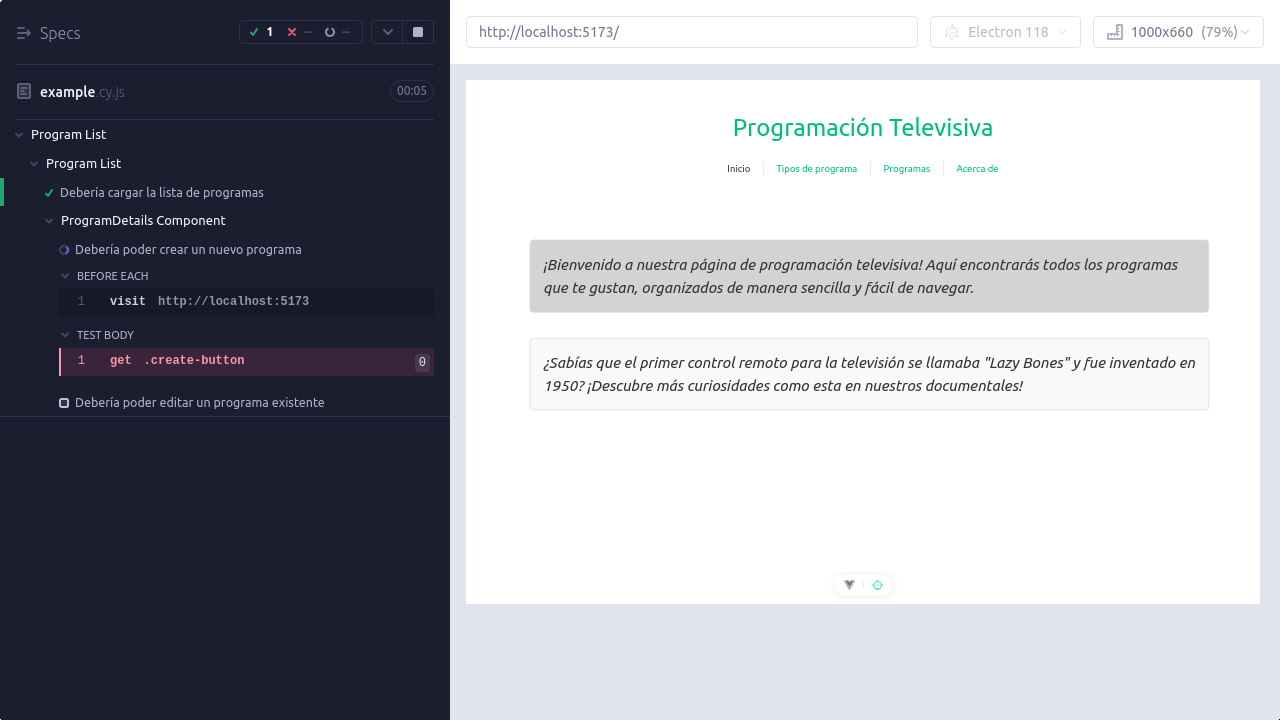 Specs
1
--
--
example.cy.js
00:05
Program List
Program List
Debería cargar la lista de programas
ProgramDetails Component
Debería poder crear un nuevo programa
BEFORE EACH
1 visit http://localhost:5173
TEST BODY
1 get .create-button 0
Debería poder editar un programa existente
http://localhost:5173/
Electron 118
1000x660 (79%)
Programación Televisiva
Inicio
Tipos de programa
Programas
Acerca de
¡Bienvenido a nuestra página de programación televisiva! Aquí encontrarás todos los programas
que te gustan, organizados de manera sencilla y fácil de navegar.
¿Sabías que el primer control remoto para la televisión se llamaba "Lazy Bones" y fue inventado en
1950? ¡Descubre más curiosidades como esta en nuestros documentales!